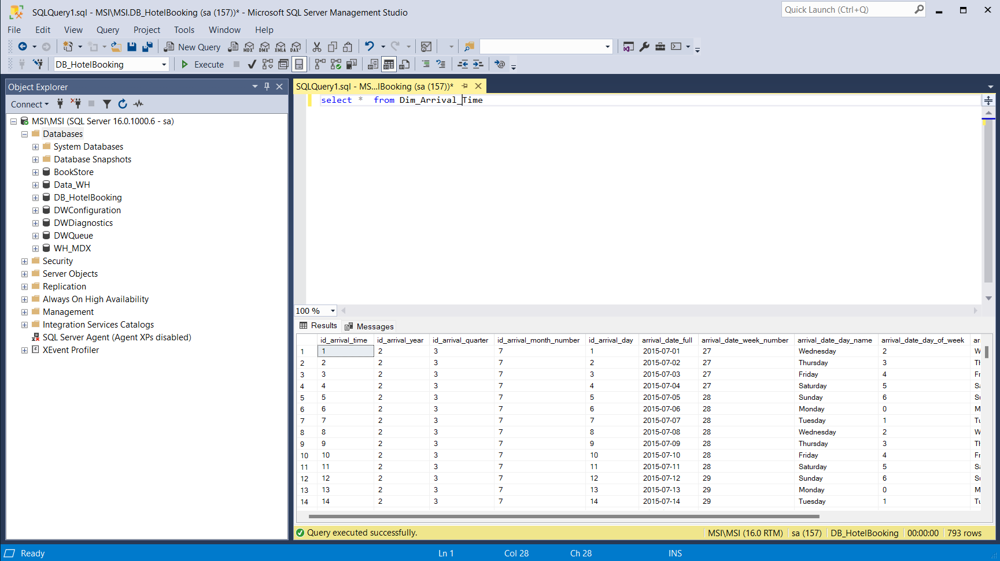 SQLQuery1.sql - MSI\MSI.DB_HotelBooking (sa (157))* - Microsoft SQL Server Management Studio
Quick Launch (Ctrl+Q)
File Edit View Query Project Tools Window Help
New Query MDX DMX XMLA DAX
DB_HotelBooking Execute
Object Explorer
Connect
MSI\MSI (SQL Server 16.0.1000.6 - sa)
Databases
System Databases
Database Snapshots
BookStore
Data_WH
DB_HotelBooking
DWConfiguration
DWDiagnostics
DWQueue
WH_MDX
Security
Server Objects
Replication
Always On High Availability
Management
Integration Services Catalogs
SQL Server Agent (Agent XPs disabled)
XEvent Profiler
SQLQuery1.sql - MS...lBooking (sa (157))*
select * from Dim_Arrival_Time
100 %
Results Messages
id_arrival_time id_arrival_year id_arrival_quarter id_arrival_month_number id_arrival_day arrival_date_full arrival_date_week_number arrival_date_day_name arrival_date_day_of_week
1 1 2 3 7 1 2015-07-01 27 Wednesday 2
2 2 2 3 7 2 2015-07-02 27 Thursday 3
3 3 2 3 7 3 2015-07-03 27 Friday 4
4 4 2 3 7 4 2015-07-04 27 Saturday 5
5 5 2 3 7 5 2015-07-05 28 Sunday 6
6 6 2 3 7 6 2015-07-06 28 Monday 0
7 7 2 3 7 7 2015-07-07 28 Tuesday 1
8 8 2 3 7 8 2015-07-08 28 Wednesday 2
9 9 2 3 7 9 2015-07-09 28 Thursday 3
10 10 2 3 7 10 2015-07-10 28 Friday 4
11 11 2 3 7 11 2015-07-11 28 Saturday 5
12 12 2 3 7 12 2015-07-12 29 Sunday 6
13 13 2 3 7 13 2015-07-13 29 Monday 0
14 14 2 3 7 14 2015-07-14 29 Tuesday 1
Query executed successfully. MSI\MSI (16.0 RTM) sa (157) DB_HotelBooking 00:00:00 793 rows
Ready Ln 1 Col 28 Ch 28 INS